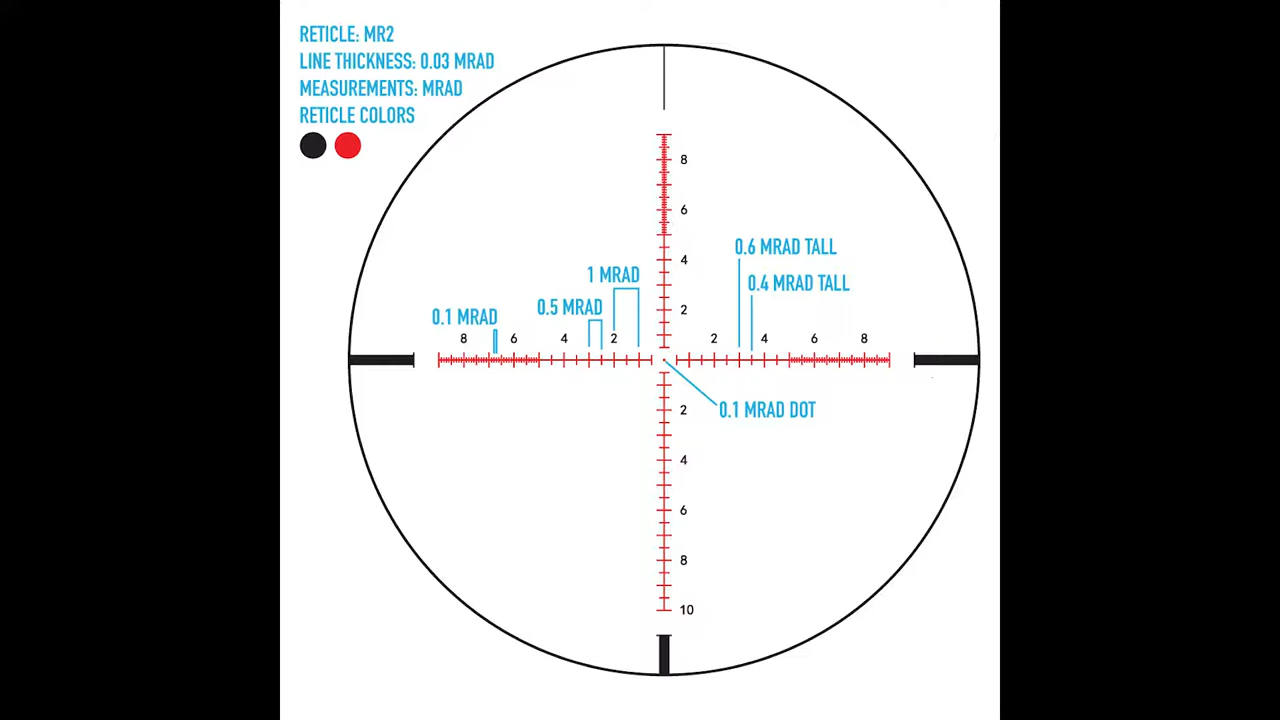 RETICLE: MR2
LINE THICKNESS: 0.03 MRAD
MEASUREMENTS: MRAD
RETICLE COLORS
8
6
0.6 MRAD TALL
4
1 MRAD
0.4 MRAD TALL
0.5 MRAD
2
0.1 MRAD
8 6 4 2 2 4 6 8
0.1 MRAD DOT
2
4
6
8
10